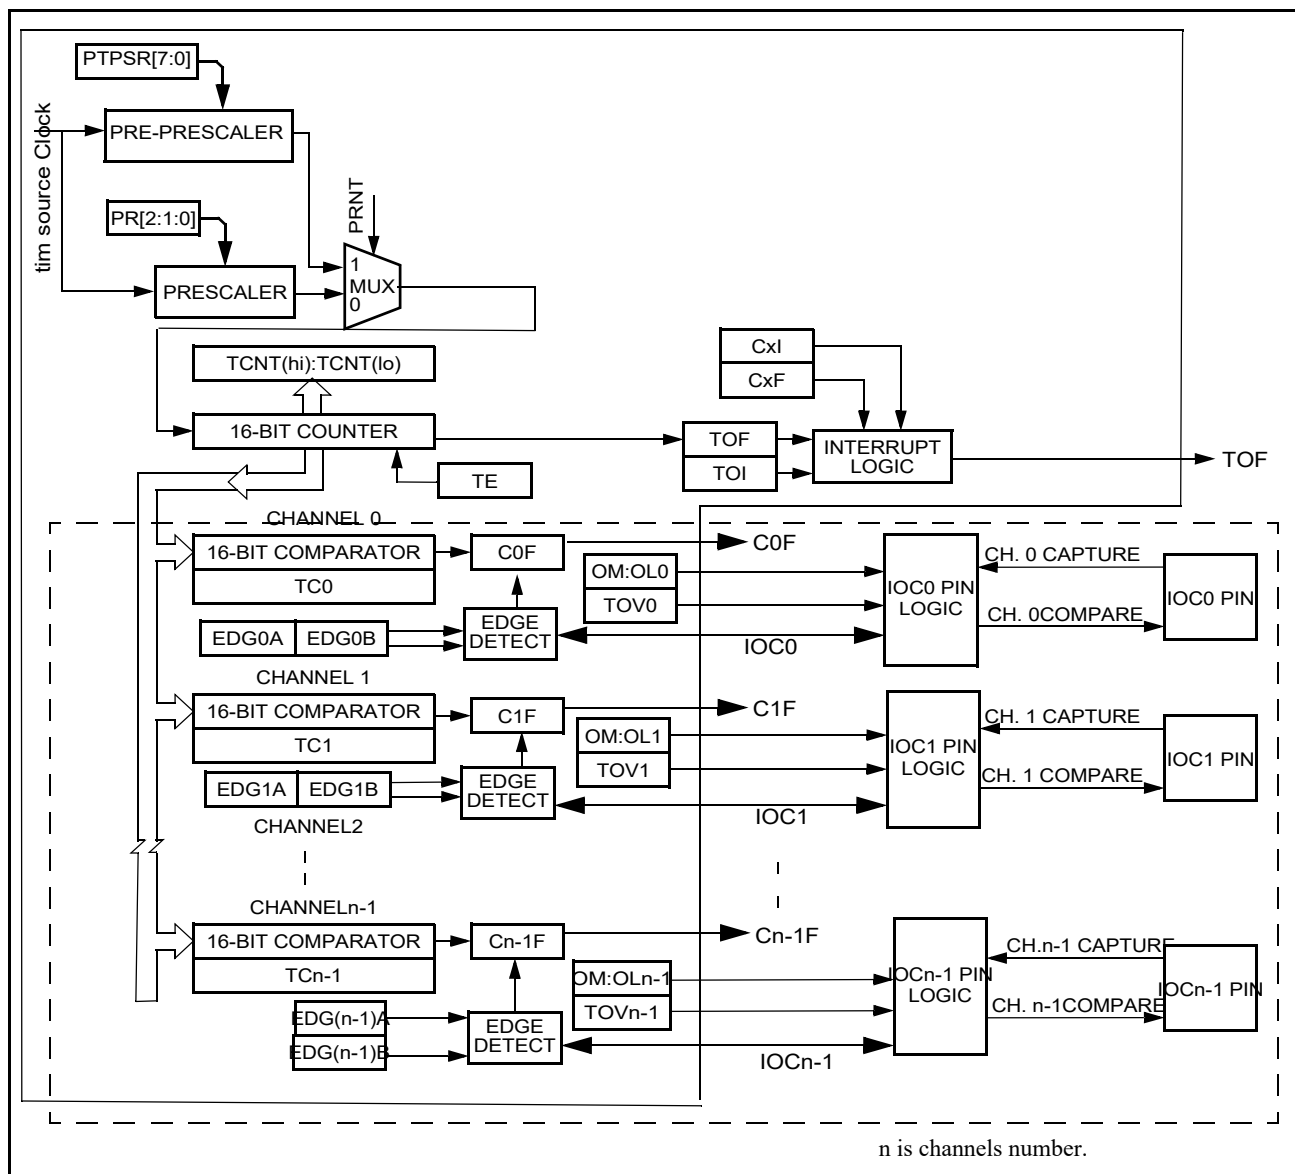 PTPSR[7:0]
tim source Clock
PRE-PRESCALER
PR[2:1:0]
PRNT
PRESCALER
1
MUX
0
TCNT(hi):TCNT(lo)
CxI
CxF
16-BIT COUNTER
TOF
TOI
INTERRUPT
LOGIC
TOF
TE
CHANNEL 0
16-BIT COMPARATOR
TC0
C0F
C0F
OM:OL0
TOV0
IOC0 PIN
LOGIC
CH. 0 CAPTURE
CH. 0COMPARE
IOC0 PIN
EDG0A
EDG0B
EDGE
DETECT
IOC0
CHANNEL 1
16-BIT COMPARATOR
TC1
C1F
C1F
OM:OL1
TOV1
IOC1 PIN
LOGIC
CH. 1 CAPTURE
CH. 1 COMPARE
IOC1 PIN
EDG1A
EDG1B
EDGE
DETECT
IOC1
CHANNEL2
CHANNELn-1
16-BIT COMPARATOR
TCn-1
Cn-1F
Cn-1F
OM:OLn-1
TOVn-1
IOCn-1 PIN
LOGIC
CH.n-1 CAPTURE
CH. n-1COMPARE
IOCn-1 PIN
EDG(n-1)A
EDG(n-1)B
EDGE
DETECT
IOCn-1
n is channels number.